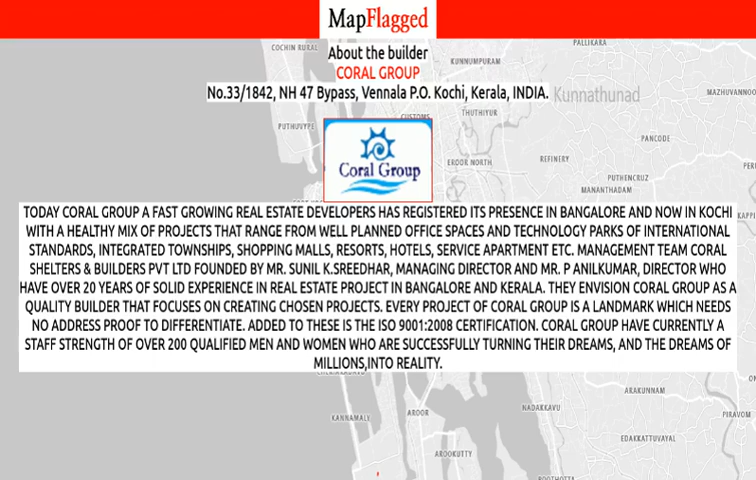 MapFlagged
About the builder
CORAL GROUP
No.33/1842, NH 47 Bypass, Vennala P.O. Kochi, Kerala, INDIA.
COCHIN RURAL
PALLIKARA
KUNNUMPURAM
Kunnathunad
MAZHUVANNOO
CUSTOMS
THUTHIYUR
PUTHUVYPE
PANCODE
EROOR NORTH
REFINERY
PUTHENCRUZ
MANANTHADAM
Coral Group
TODAY CORAL GROUP A FAST GROWING REAL ESTATE DEVELOPERS HAS REGISTERED ITS PRESENCE IN BANGALORE AND NOW IN KOCHI
WITH A HEALTHY MIX OF PROJECTS THAT RANGE FROM WELL PLANNED OFFICE SPACES AND TECHNOLOGY PARKS OF INTERNATIONAL
STANDARDS, INTEGRATED TOWNSHIPS, SHOPPING MALLS, RESORTS, HOTELS, SERVICE APARTMENT ETC. MANAGEMENT TEAM CORAL
SHELTERS & BUILDERS PVT LTD FOUNDED BY MR. SUNIL K.SREEDHAR, MANAGING DIRECTOR AND MR. P ANILKUMAR, DIRECTOR WHO
HAVE OVER 20 YEARS OF SOLID EXPERIENCE IN REAL ESTATE PROJECT IN BANGALORE AND KERALA. THEY ENVISION CORAL GROUP AS A
QUALITY BUILDER THAT FOCUSES ON CREATING CHOSEN PROJECTS. EVERY PROJECT OF CORAL GROUP IS A LANDMARK WHICH NEEDS
NO ADDRESS PROOF TO DIFFERENTIATE. ADDED TO THESE IS THE ISO 9001:2008 CERTIFICATION. CORAL GROUP HAVE CURRENTLY A
STAFF STRENGTH OF OVER 200 QUALIFIED MEN AND WOMEN WHO ARE SUCCESSFULLY TURNING THEIR DREAMS, AND THE DREAMS OF
MILLIONS,INTO REALITY.
ARAKUNNAM
KANNAMALY
AROOR
NADAKKAVU
PIRAVOM
EDAKKATTUVAYAL
AROOKUTTY